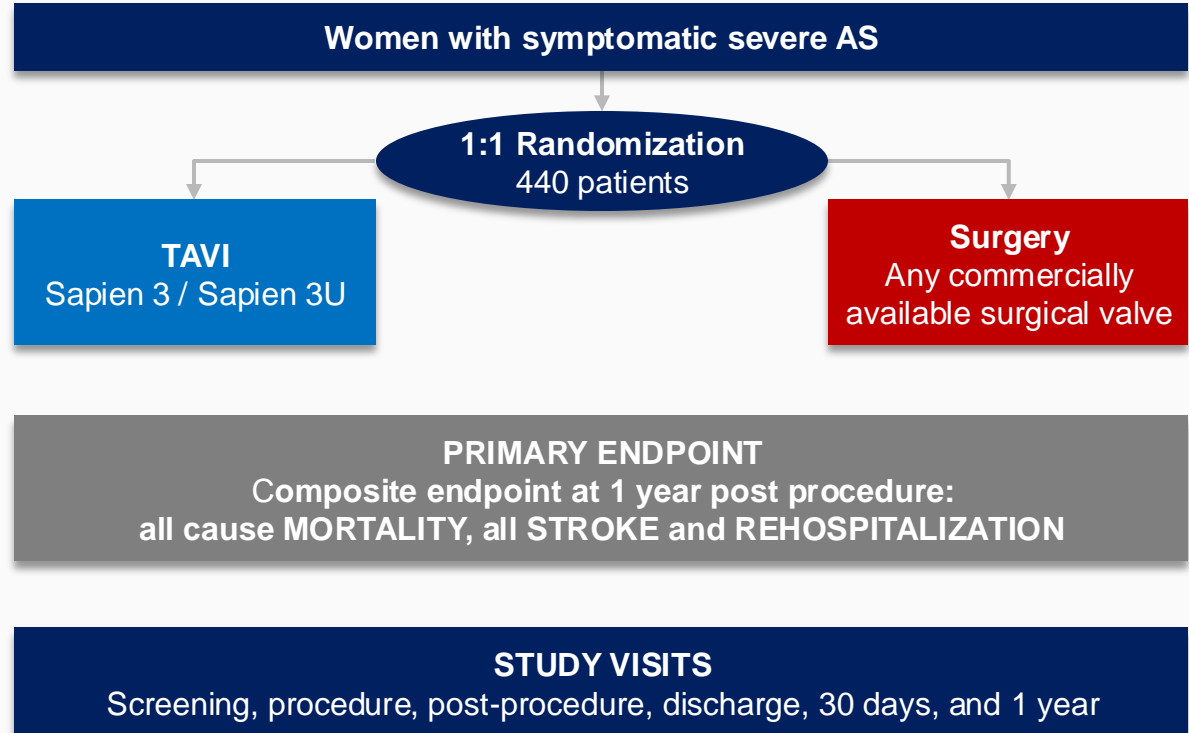 Women with symptomatic severe AS
1:1 Randomization
440 patients
TAVI
Sapien 3 / Sapien 3U
Surgery
Any commercially
available surgical valve
PRIMARY ENDPOINT
Composite endpoint at 1 year post procedure:
all cause MORTALITY, all STROKE and REHOSPITALIZATION
STUDY VISITS
Screening, procedure, post-procedure, discharge, 30 days, and 1 year